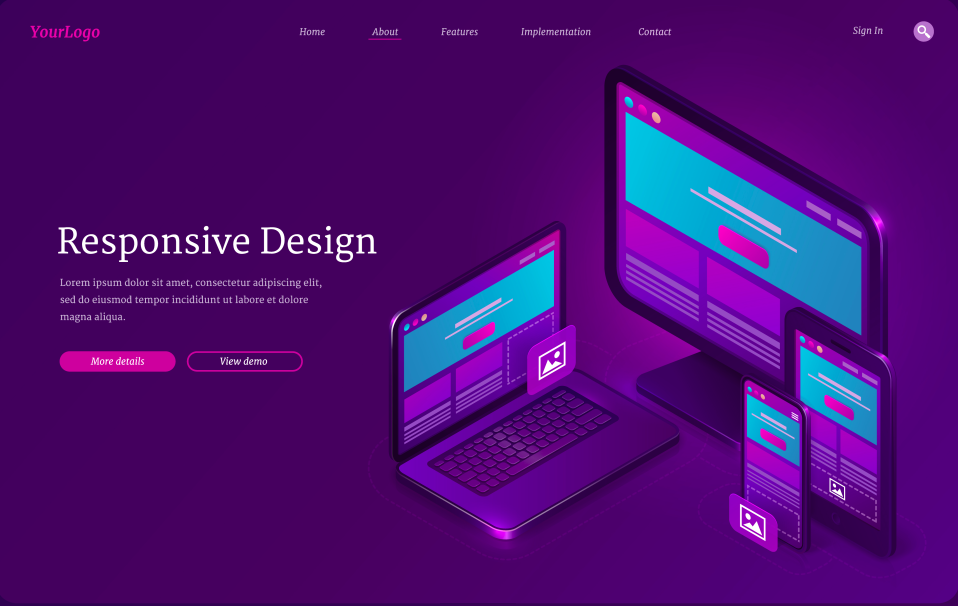 YourLogo
Home
About
Features
Implementation
Contact
Sign In
Responsive Design
Lorem ipsum dolor sit amet, consectetur adipiscing elit,
sed do eiusmod tempor incididunt ut labore et dolore
magna aliqua.
More details
View demo